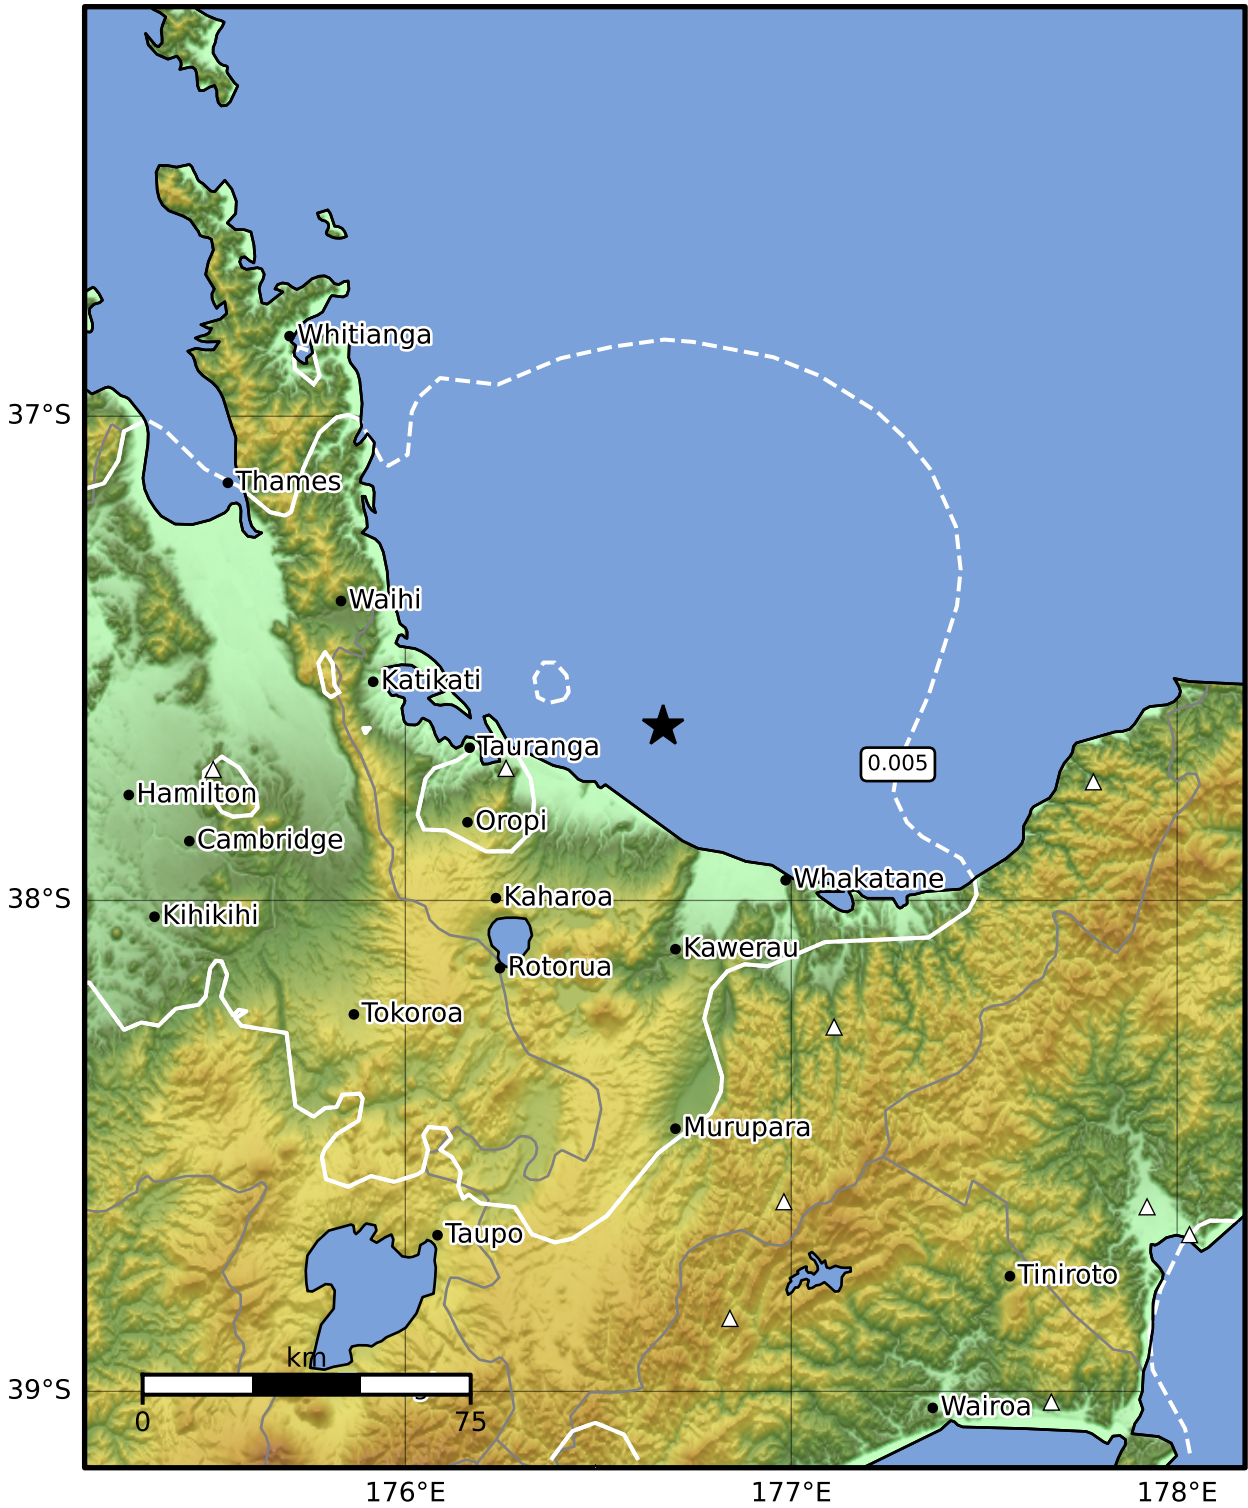 Whitianga
37°S
Thames
Waihi
Katikati
Tauranga
0.005
Hamilton
Oropi
Cambridge
Whakatane
Kaharoa
38°S
Kihikihi
Kawerau
Rotorua
Tokoroa
Murupara
Taupo
Tiniroto
km
39°S
Wairoa
0 75
176°E 177°E 178°E